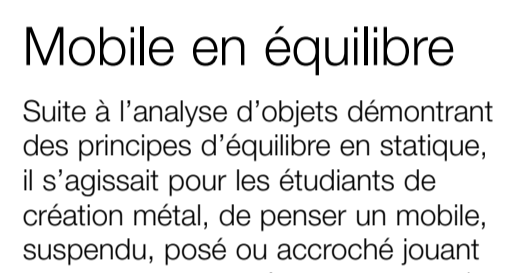 Mobile en équilibre
Suite à l’analyse d’objets démontrant
des principes d’équilibre en statique,
il s’agissait pour les étudiants de
création métal, de penser un mobile,
suspendu, posé ou accroché jouant